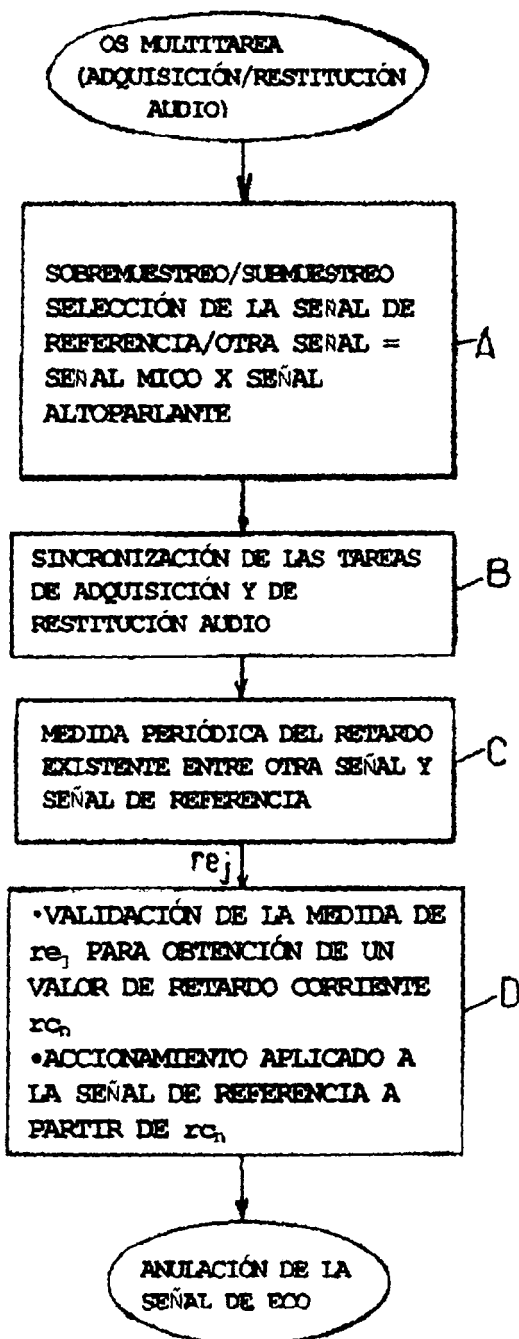 OS MULTITAREA
(ADQUISICIÓN/RESTITUCIÓN
AUDIO)
SOBREMUESTREO/SUBMUESTREO
SELECCIÓN DE LA SEÑAL DE
REFERENCIA/OTRA SEÑAL =
SEÑAL MICO X SEÑAL
ALTOPARLANTE
A
SINCRONIZACIÓN DE LAS TAREAS
DE ADQUISICIÓN Y DE
RESTITUCIÓN AUDIO
B
MEDIDA PERIÓDICA DEL RETARDO
EXISTENTE ENTRE OTRA SEÑAL Y
SEÑAL DE REFERENCIA
C
rej
•VALIDACIÓN DE LA MEDIDA DE
rej PARA OBTENCIÓN DE UN
VALOR DE RETARDO CORRIENTE
rcn
•ACCIONAMIENTO APLICADO A
LA SEÑAL DE REFERENCIA A
PARTIR DE rcn
D
ANULACIÓN DE LA
SEÑAL DE ECO